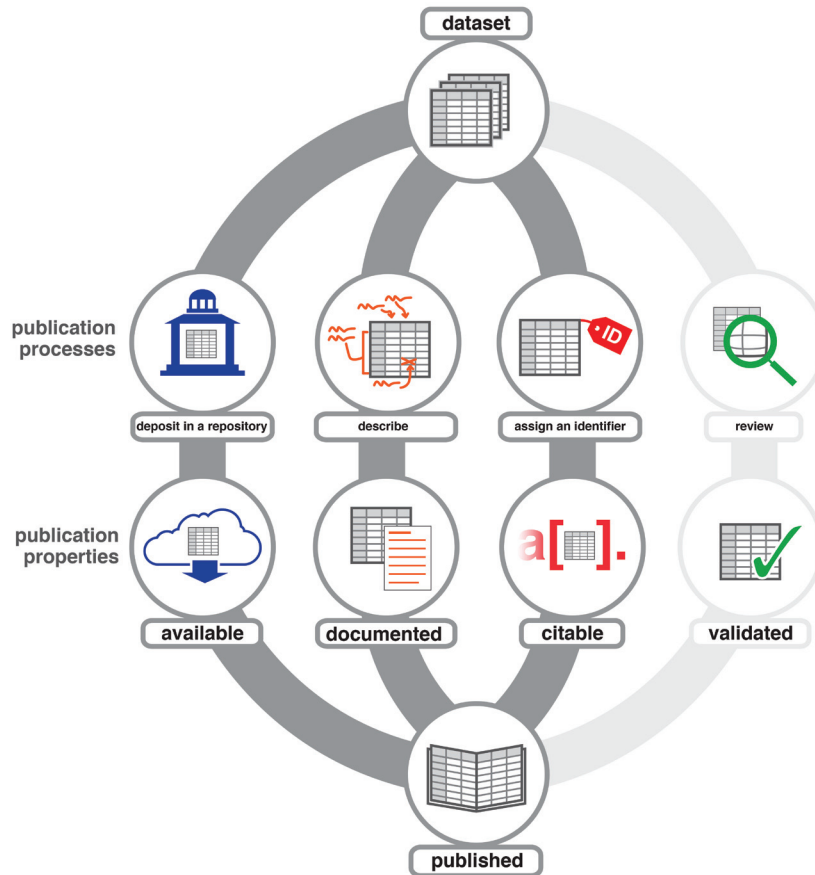 dataset
publication
processes
ID
deposit in a repository
describe
assign an identifier
review
publication
properties
a[ ].
available
documented
citable
validated
published